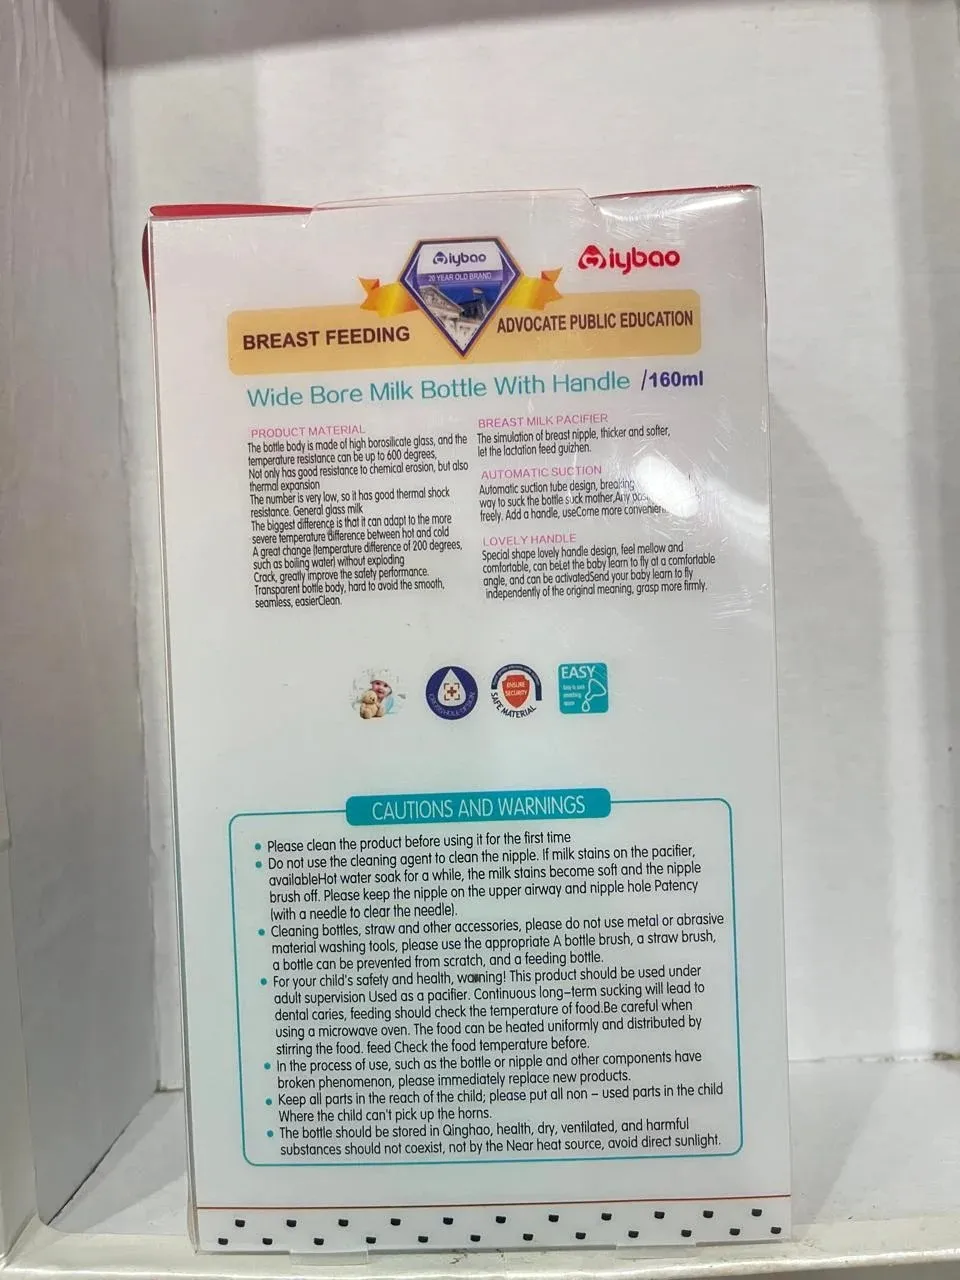 Aiybao
20 YEAR OLD BRAND
Aiybao
BREAST FEEDING
ADVOCATE PUBLIC EDUCATION
Wide Bore Milk Bottle With Handle /160ml
PRODUCT MATERIAL
The bottle body is made of high borosilicate glass, and the
temperature resistance can be up to 600 degrees,
Not only has good resistance to chemical erosion, but also
thermal expansion
The number is very low, so it has good thermal shock
resistance. General glass milk
The biggest difference is that it can adapt to the more
severe temperature difference between hot and cold
A great change (temperature difference of 200 degrees,
such as boiling water) without exploding
Crack, greatly improve the safety performance.
Transparent bottle body, hard to avoid the smooth,
seamless, easierClean.
BREAST MILK PACIFIER
The simulation of breast nipple, thicker and softer,
let the lactation feed guizhen.
AUTOMATIC SUCTION
Automatic suction tube design, breaking
way to suck the bottle suck mother,Any
freely. Add a handle, useCome more
LOVELY HANDLE
Special shape lovely handle design, feel mellow and
comfortable, can beLet the baby learn to fly at a comfortable
angle, and can be activatedSend your baby learn to fly
independently of the original meaning, grasp more firmly.
ENSURE
SECURITY
SAFE MATERIAL
EASY
CAUTIONS AND WARNINGS
• Please clean the product before using it for the first time
• Do not use the cleaning agent to clean the nipple. If milk stains on the pacifier,
availableHot water soak for a while, the milk stains become soft and the nipple
brush off. Please keep the nipple on the upper airway and nipple hole Patency
(with a needle to clear the needle).
• Cleaning bottles, straw and other accessories, please do not use metal or abrasive
material washing tools, please use the appropriate A bottle brush, a straw brush,
a bottle can be prevented from scratch, and a feeding bottle.
• For your child's safety and health, warning! This product should be used under
adult supervision Used as a pacifier. Continuous long-term sucking will lead to
dental caries, feeding should check the temperature of food.Be careful when
using a microwave oven. The food can be heated uniformly and distributed by
stirring the food. feed Check the food temperature before.
• In the process of use, such as the bottle or nipple and other components have
broken phenomenon, please immediately replace new products.
• Keep all parts in the reach of the child; please put all non - used parts in the child
Where the child can't pick up the horns.
• The bottle should be stored in Qinghao, health, dry, ventilated, and harmful
substances should not coexist, not by the Near heat source, avoid direct sunlight.